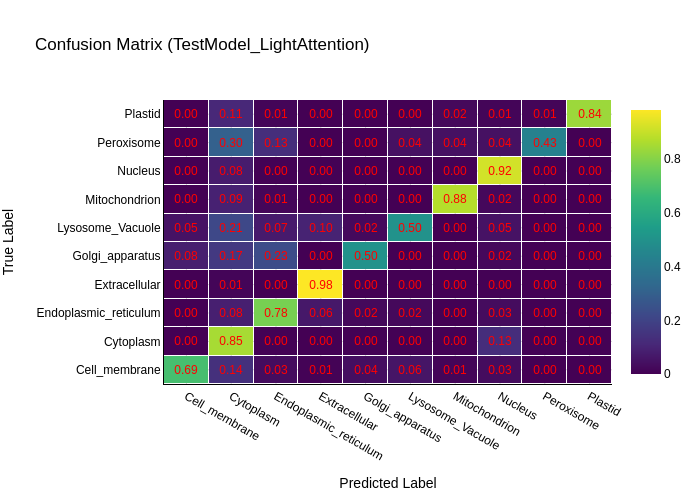 Confusion Matrix (TestModel_LightAttention)
True Label
Plastid 0.00 0.11 0.01 0.00 0.00 0.00 0.02 0.01 0.01 0.84
Peroxisome 0.00 0.30 0.13 0.00 0.00 0.04 0.04 0.04 0.43 0.00
Nucleus 0.00 0.08 0.00 0.00 0.00 0.00 0.00 0.92 0.00 0.00
Mitochondrion 0.00 0.09 0.01 0.00 0.00 0.00 0.88 0.02 0.00 0.00
Lysosome_Vacuole 0.05 0.21 0.07 0.10 0.02 0.50 0.00 0.05 0.00 0.00
Golgi_apparatus 0.08 0.17 0.00 0.50 0.00 0.00 0.02 0.00 0.00
Extracellular 0.00 0.01 0.00 0.98 0.00 0.00 0.00 0.00 0.00 0.00
Endoplasmic_reticulum 0.00 0.08 0.78 0.06 0.02 0.02 0.00 0.03 0.00 0.00
Cytoplasm 0.00 0.85 0.00 0.00 0.00 0.00 0.00 0.13 0.00 0.00
Cell_membrane 0.69 0.14 0.03 0.01 0.04 0.06 0.01 0.03 0.00 0.00
Cell_membrane
Cytoplasm
Endoplasmic_reticulum
Extracellular
Golgi_apparatus
Lysosome_Vacuole
Mitochondrion
Nucleus
Peroxisome
Plastid
Predicted Label
0.8
0.6
0.4
0.2
0